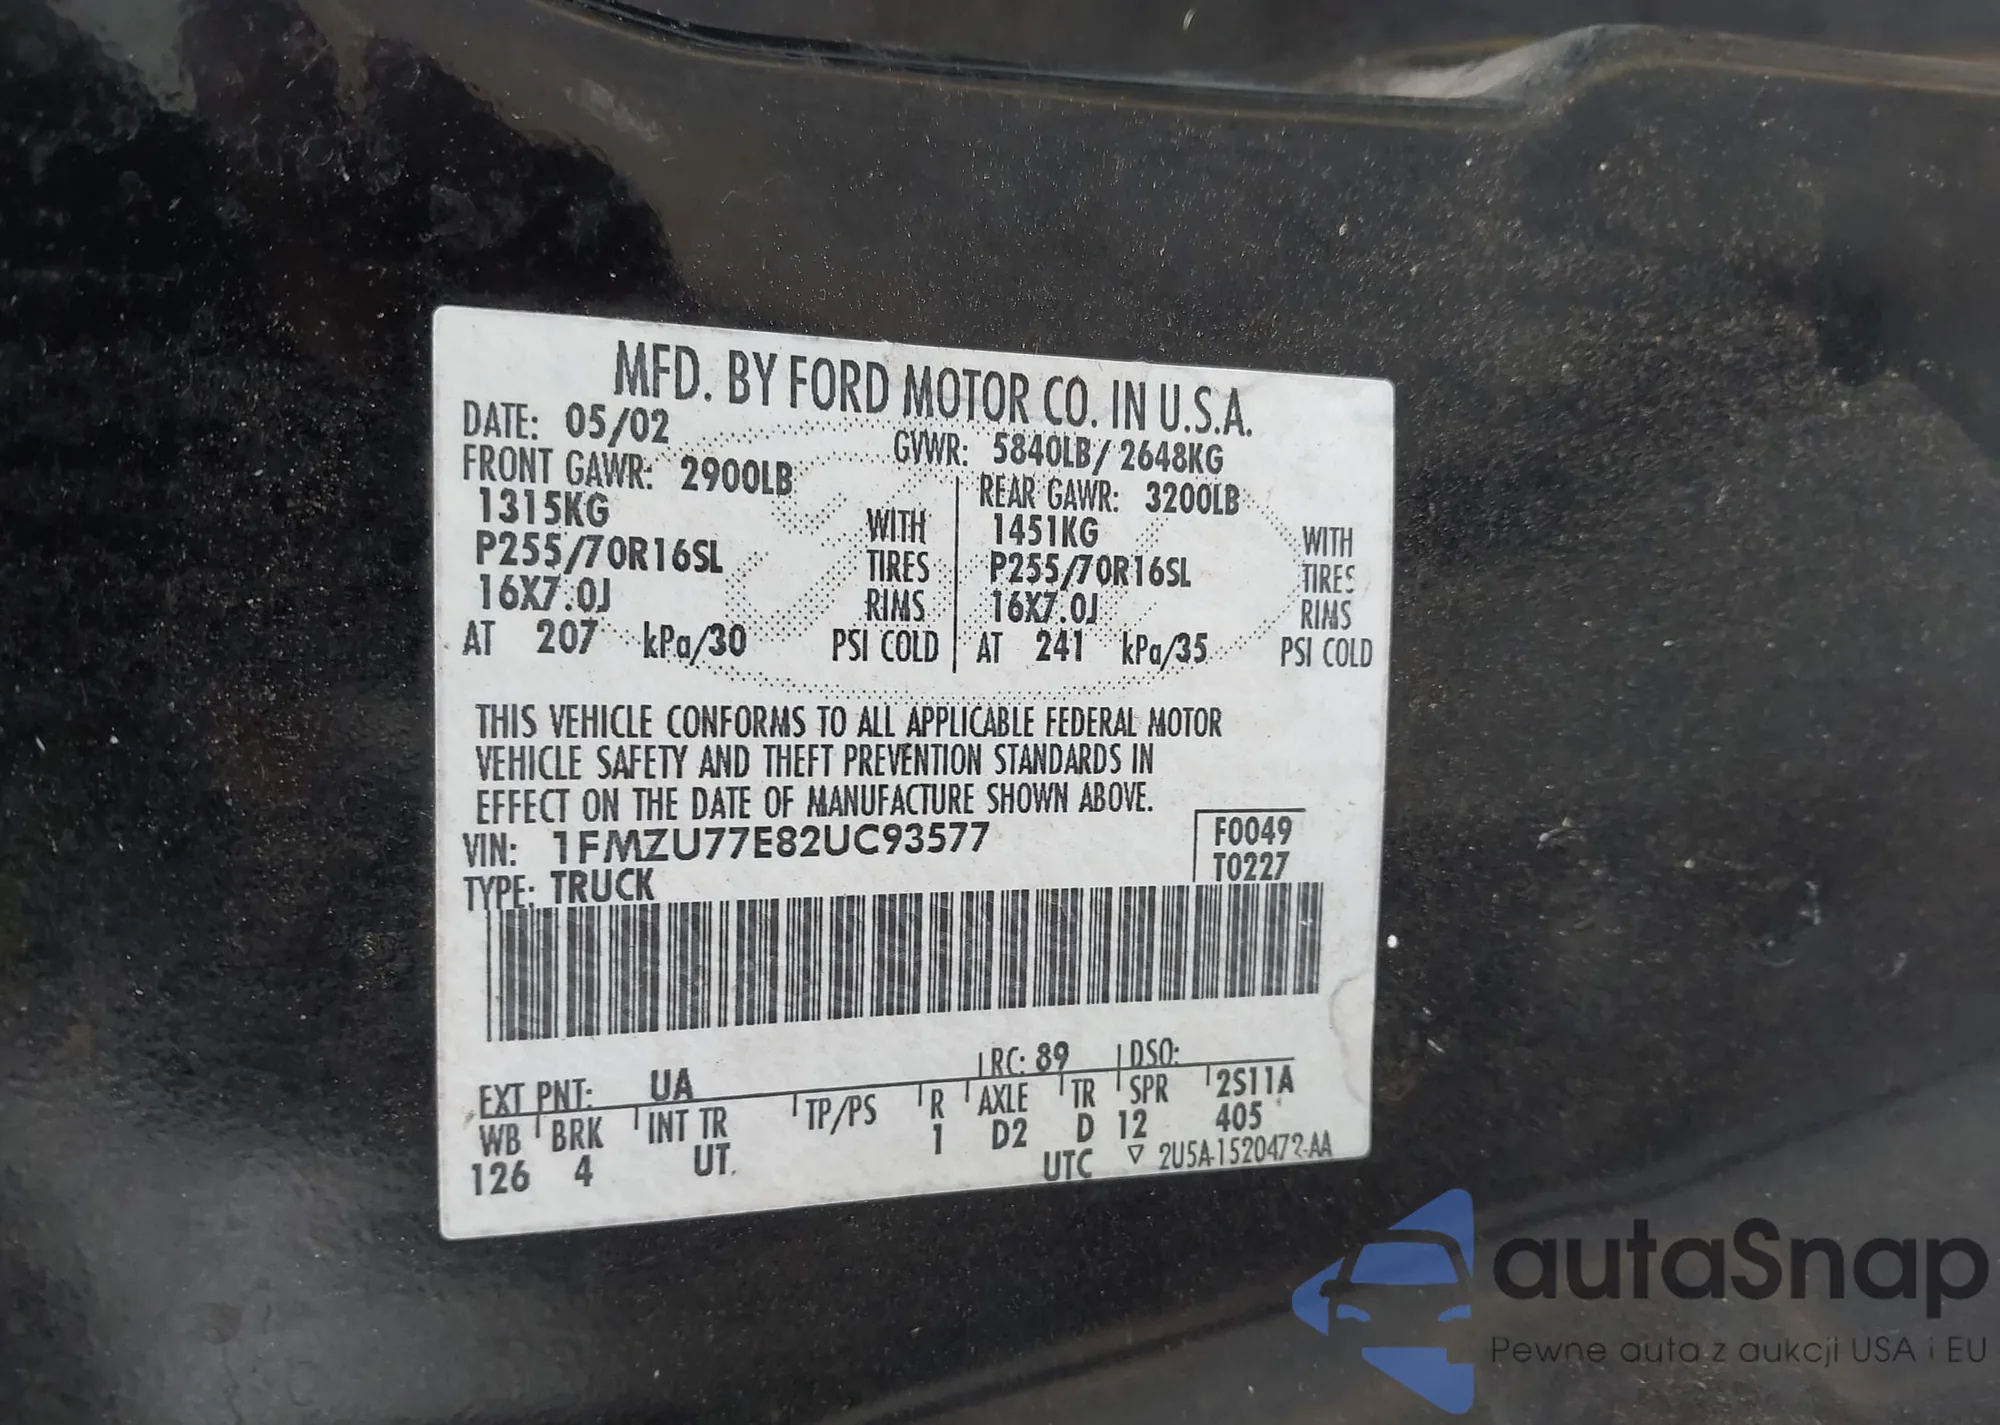 MFD. BY FORD MOTOR CO. IN U.S.A.
DATE: 05/02 GVWR: 5840LB/ 2648KG
FRONT GAWR: 2900LB REAR GAWR: 3200LB
1315KG WITH 1451KG WITH
P255/70R16SL TIRES P255/70R16SL TIRES
16X7.0J RIMS 16X7.0J RIMS
AT 207 kPa/30 PSI COLD AT 241 kPa/35 PSI COLD
THIS VEHICLE CONFORMS TO ALL APPLICABLE FEDERAL MOTOR
VEHICLE SAFETY AND THEFT PREVENTION STANDARDS IN
EFFECT ON THE DATE OF MANUFACTURE SHOWN ABOVE.
VIN: 1FMZU77E82UC93577 F0049
TYPE: TRUCK T0227
EXT PNT: UA RC: 89 DSO:
WB BRK INT TR TP/PS R AXLE TR SPR 2S11A
126 4 UT 1 D2 D 12 405
UTC ▽ 2U5A-1520472-AA
autaSnap
Pewne auta z aukcji USA i EU